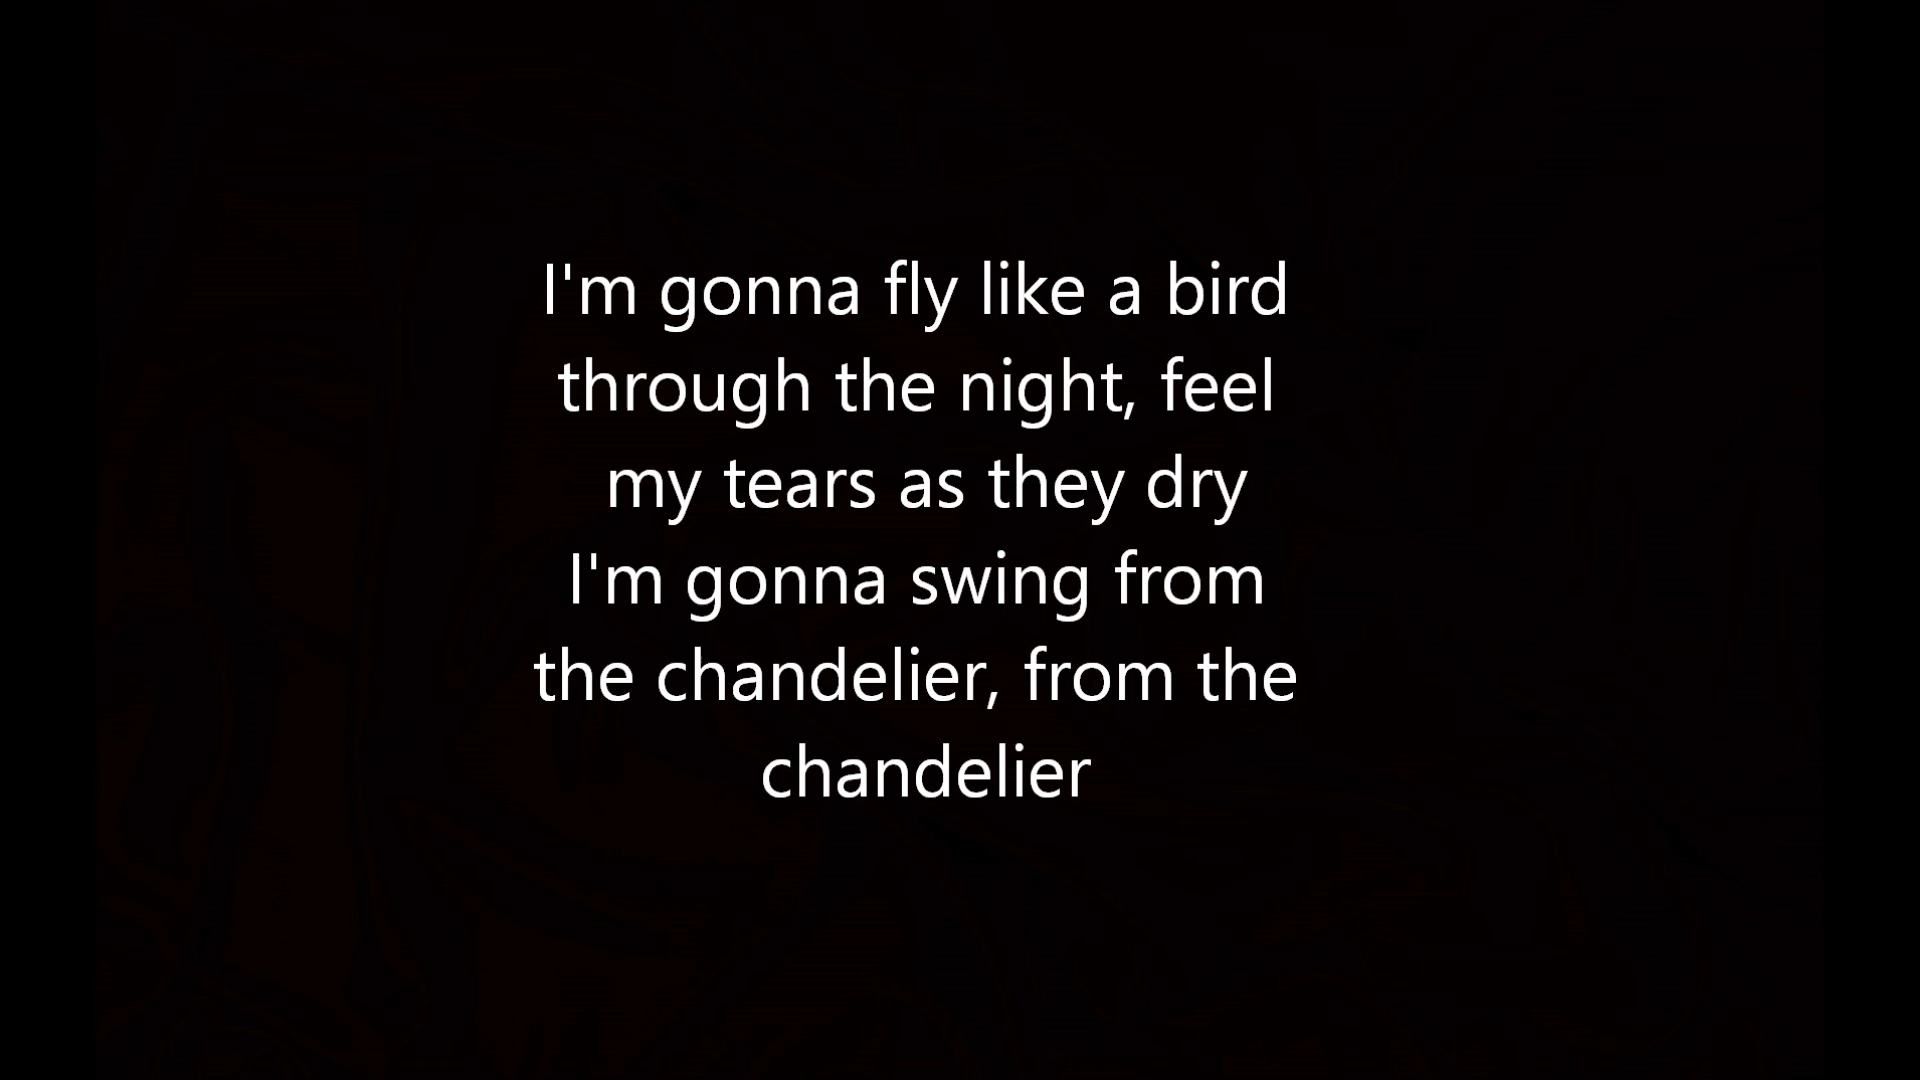 I'm gonna fly like a bird
through the night, feel
my tears as they dry
I'm gonna swing from
the chandelier, from the
chandelier